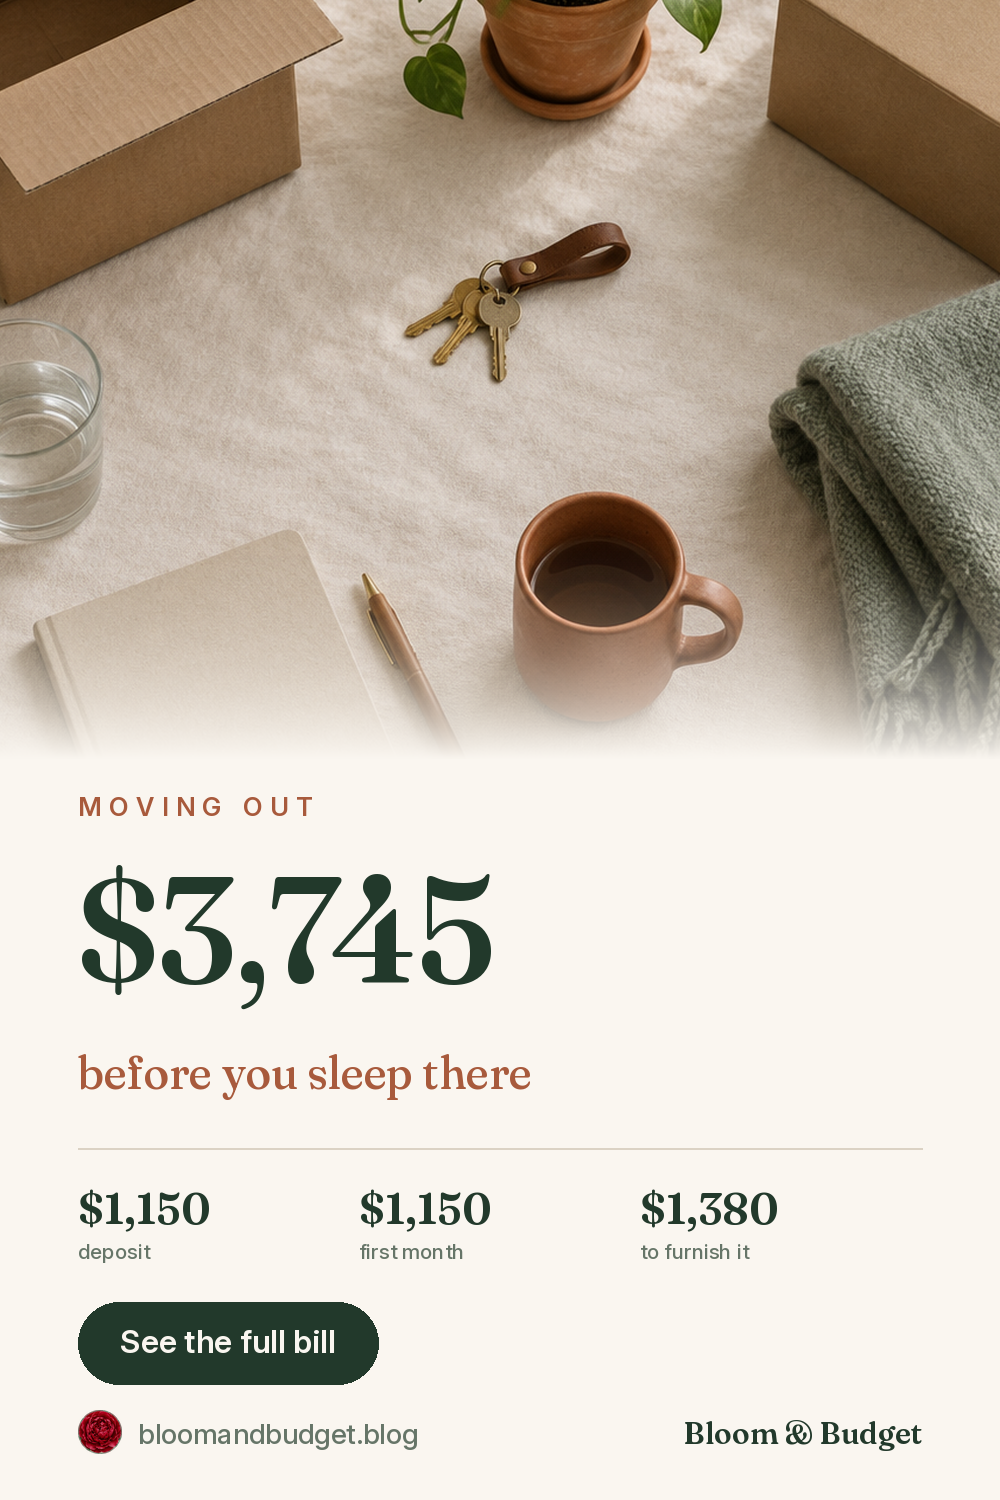 MOVING OUT
$3,745
before you sleep there
$1,150 $1,150 $1,380
deposit first month to furnish it
See the full bill
bloomandbudget.blog Bloom & Budget